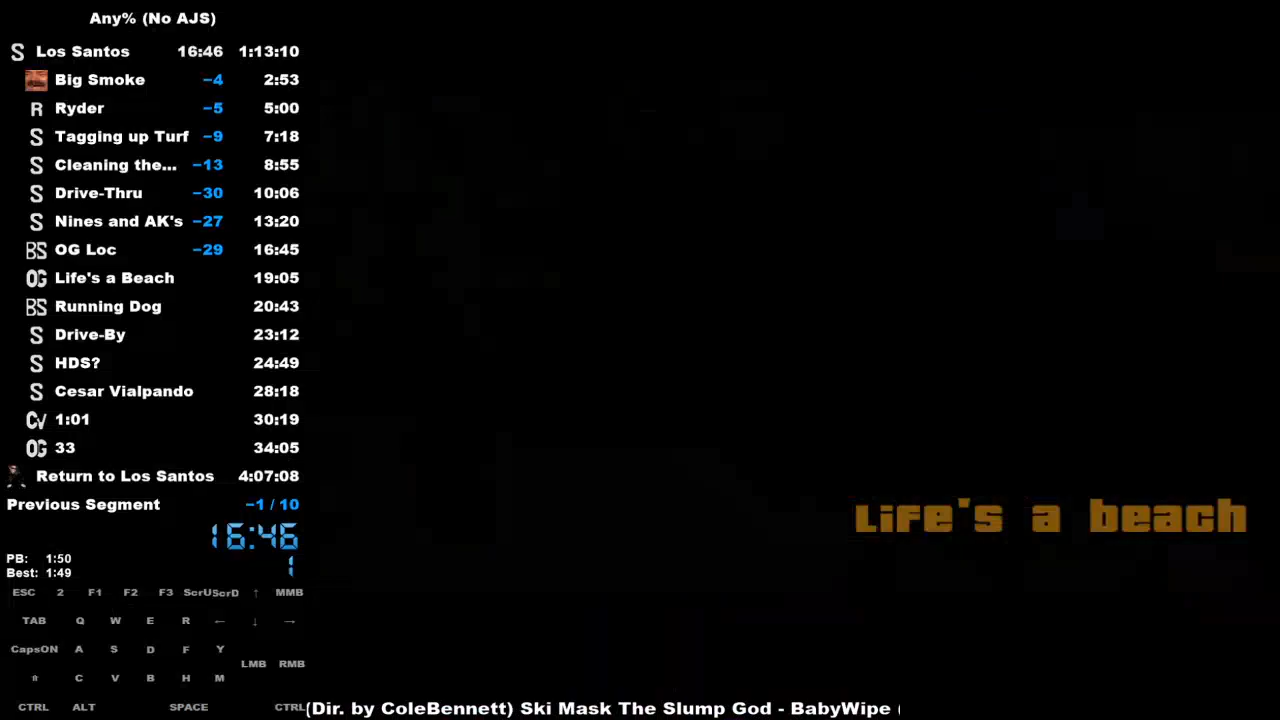 Any% (No AJS)
S Los Santos 16:46 1:13:10
Big Smoke −4 2:53
R Ryder −5 5:00
S Tagging up Turf −9 7:18
S Cleaning the... −13 8:55
S Drive-Thru −30 10:06
S Nines and AK's −27 13:20
BS OG Loc −29 16:45
OG Life's a Beach 19:05
BS Running Dog 20:43
S Drive-By 23:12
S HDS? 24:49
S Cesar Vialpando 28:18
CV 1:01 30:19
OG 33 34:05
Return to Los Santos 4:07:08
Previous Segment −1 / 10
Life's a beach
16:46
PB: 1:50
Best: 1:49
1
ESC 2 F1 F2 F3 ScrU ScrD ↑ MMB
TAB Q W E R ← ↓ →
CapsON A S D F Y
LMB RMB
⇧ C V B H M
CTRL ALT SPACE CTRL
(Dir. by ColeBennett) Ski Mask The Slump God - BabyWipe (